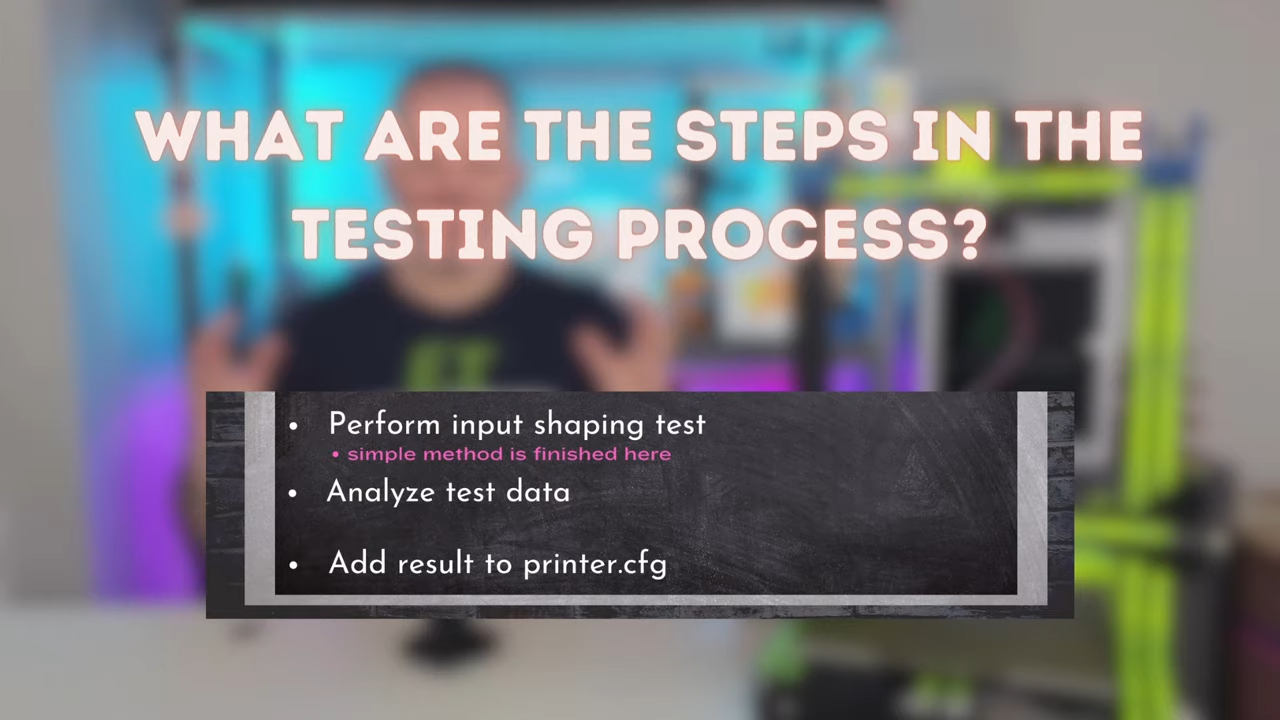 WHAT ARE THE STEPS IN THE
TESTING PROCESS?
• Perform input shaping test
• simple method is finished here
• Analyze test data
• Add result to printer.cfg